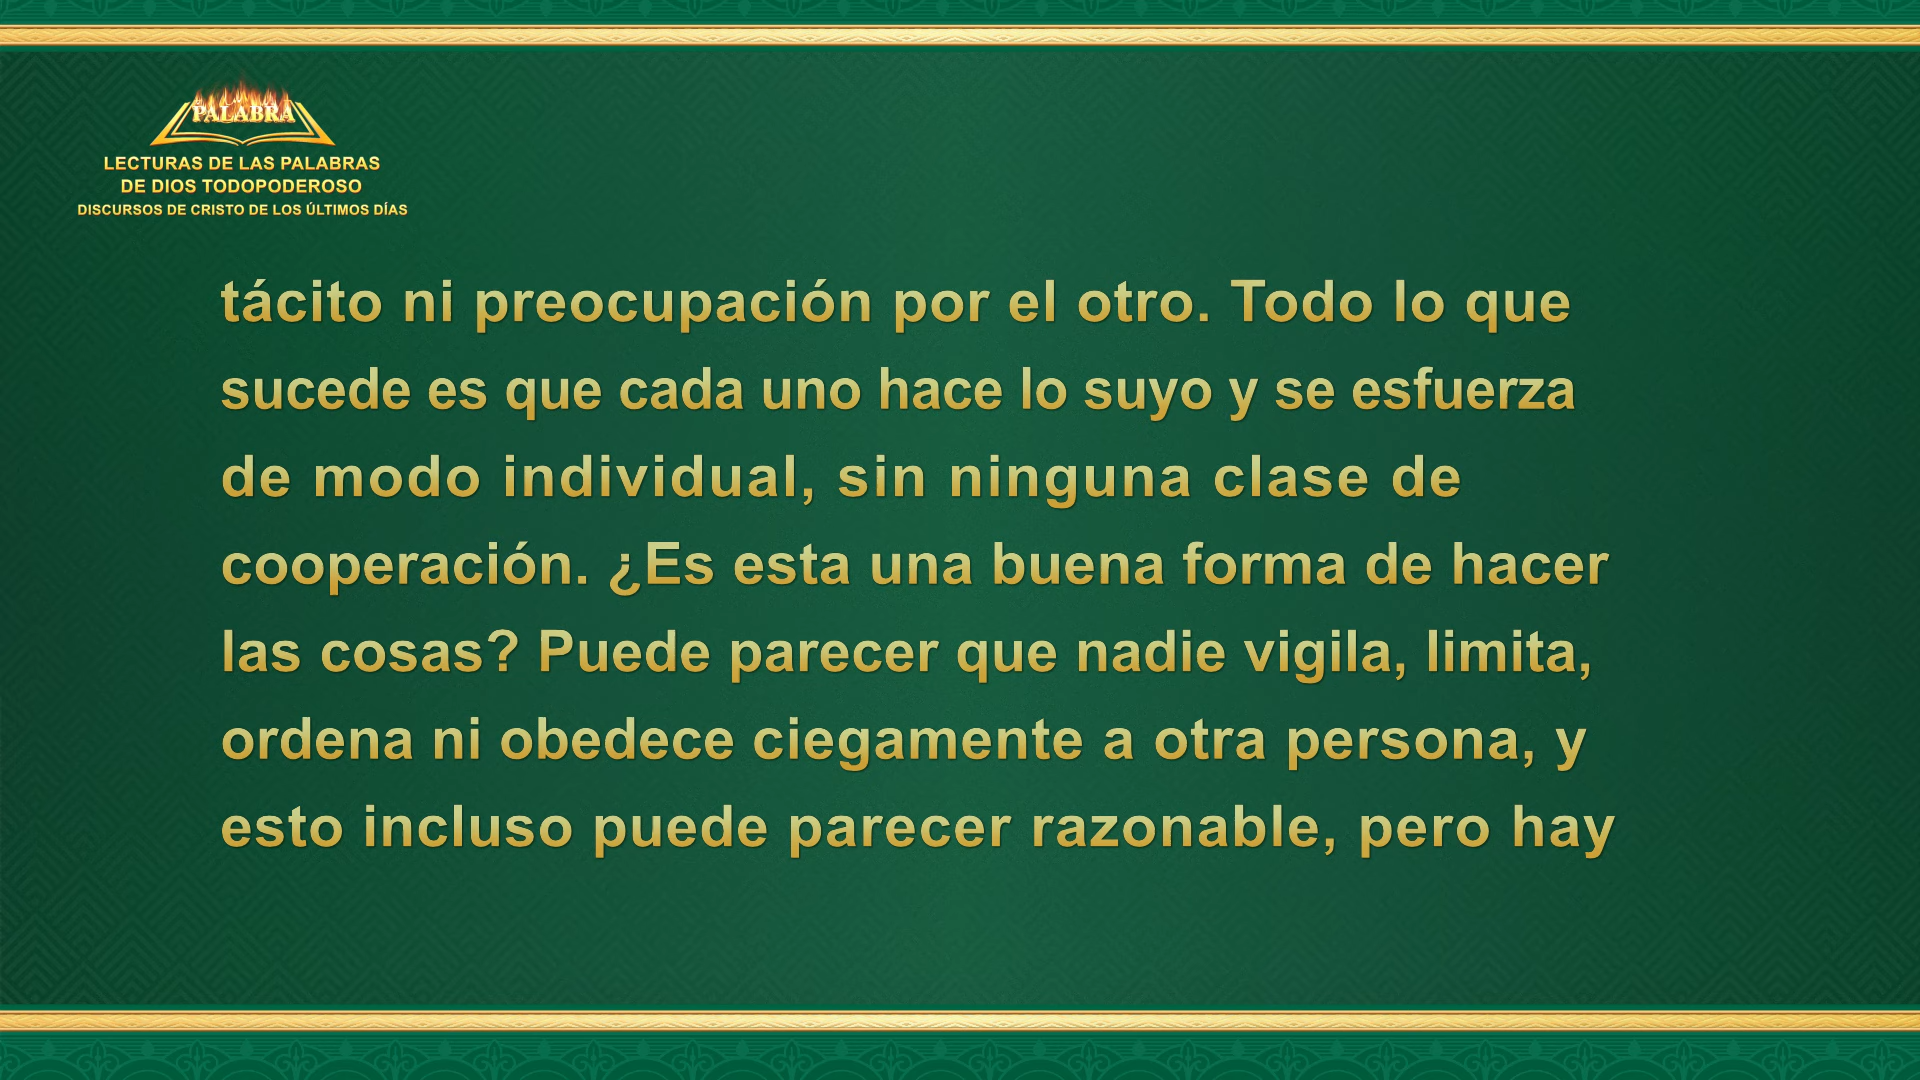 PALABRA
LECTURAS DE LAS PALABRAS
DE DIOS TODOPODEROSO
DISCURSOS DE CRISTO DE LOS ÚLTIMOS DÍAS
tácito ni preocupación por el otro. Todo lo que
sucede es que cada uno hace lo suyo y se esfuerza
de modo individual, sin ninguna clase de
cooperación. ¿Es esta una buena forma de hacer
las cosas? Puede parecer que nadie vigila, limita,
ordena ni obedece ciegamente a otra persona, y
esto incluso puede parecer razonable, pero hay